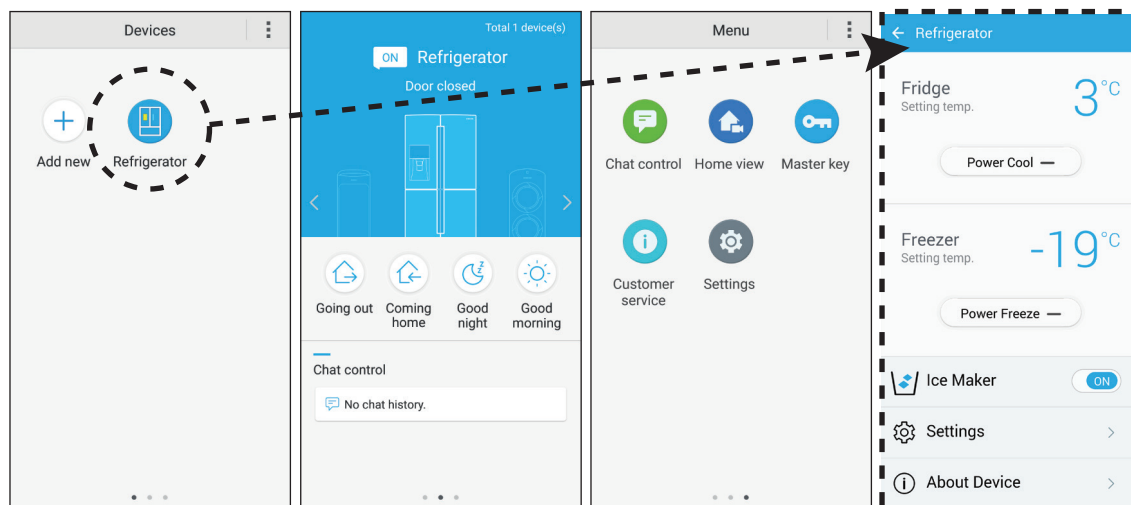 Devices
Add new
Refrigerator
Total 1 device(s)
ON Refrigerator
Door closed
Going out
Coming
home
Good
night
Good
morning
Chat control
No chat history.
Menu
Chat control
Home view
Master key
Customer
service
Settings
Refrigerator
Fridge
Setting temp.
3°C
Power Cool
Freezer
Setting temp.
-19°C
Power Freeze
Ice Maker
ON
Settings
About Device